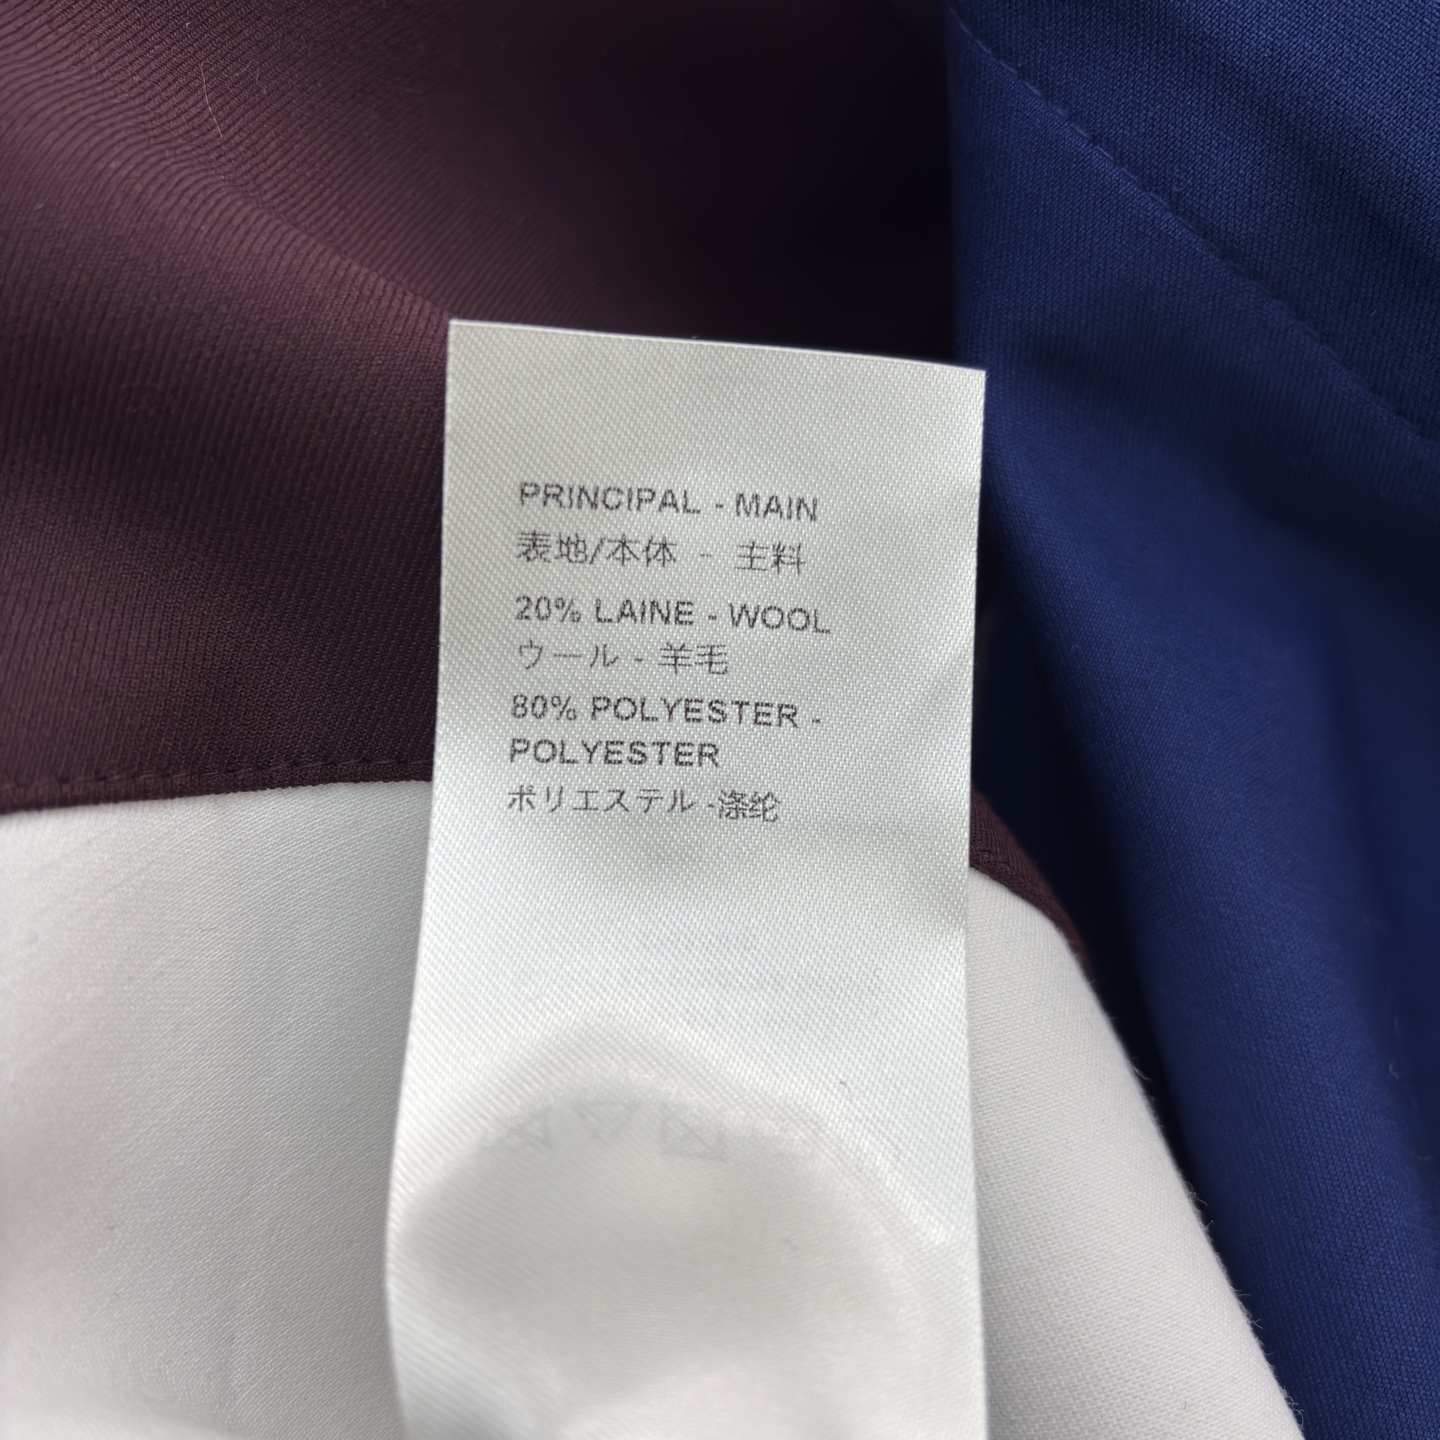 PRINCIPAL - MAIN
表地/本体 - 主料
20% LAINE - WOOL
ウール - 羊毛
80% POLYESTER -
POLYESTER
ポリエステル -涤纶